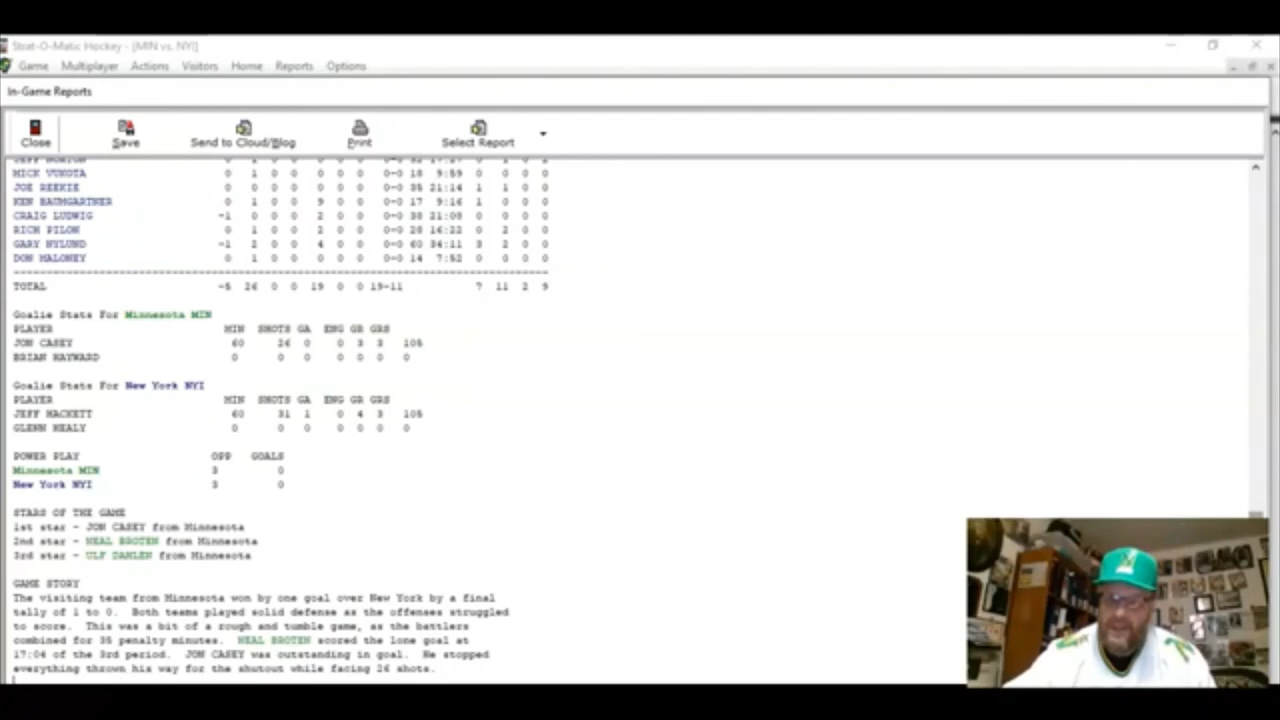 Strat-O-Matic Hockey - [MIN vs. NYI]
Game Multiplayer Actions Visitors Home Reports Options
In-Game Reports
Close Save Send to Cloud/Blog Print Select Report
MICK VUKOTA 0 1 0 0 0 0 0 0-0 18 9:59 0 0 0 0
JOE REEKIE 0 0 0 0 0 0 0 0-0 35 21:14 1 1 0 0
KEN BAUMGARTNER 0 1 0 0 9 0 0 0-0 17 9:16 1 0 0 0
CRAIG LUDWIG -1 0 0 0 2 0 0 0-0 38 21:08 0 0 0 0
RICH PILON 0 1 0 0 2 0 0 0-0 28 16:22 0 2 0 0
GARY NYLUND -1 2 0 0 4 0 0 0-0 60 34:11 3 2 0 0
DON MALONEY 0 1 0 0 0 0 0 0-0 14 7:52 0 0 0 0
TOTAL -5 26 0 0 19 0 0 19-11 7 11 2 9
Goalie Stats For Minnesota MIN
PLAYER MIN SHOTS GA ENG GR GRS
JON CASEY 60 26 0 0 3 3 105
BRIAN HAYWARD 0 0 0 0 0 0 0
Goalie Stats For New York NYI
PLAYER MIN SHOTS GA ENG GR GRS
JEFF HACKETT 60 31 1 0 4 3 105
GLENN HEALY 0 0 0 0 0 0 0
POWER PLAY OPP GOALS
Minnesota MIN 3 0
New York NYI 3 0
STARS OF THE GAME
1st star - JON CASEY from Minnesota
2nd star - NEAL BROTEN from Minnesota
3rd star - ULF DAHLEN from Minnesota
GAME STORY
The visiting team from Minnesota won by one goal over New York by a final
tally of 1 to 0. Both teams played solid defense as the offenses struggled
to score. This was a bit of a rough and tumble game, as the battlers
combined for 35 penalty minutes. NEAL BROTEN scored the lone goal at
17:04 of the 3rd period. JON CASEY was outstanding in goal. He stopped
everything thrown his way for the shutout while facing 26 shots.